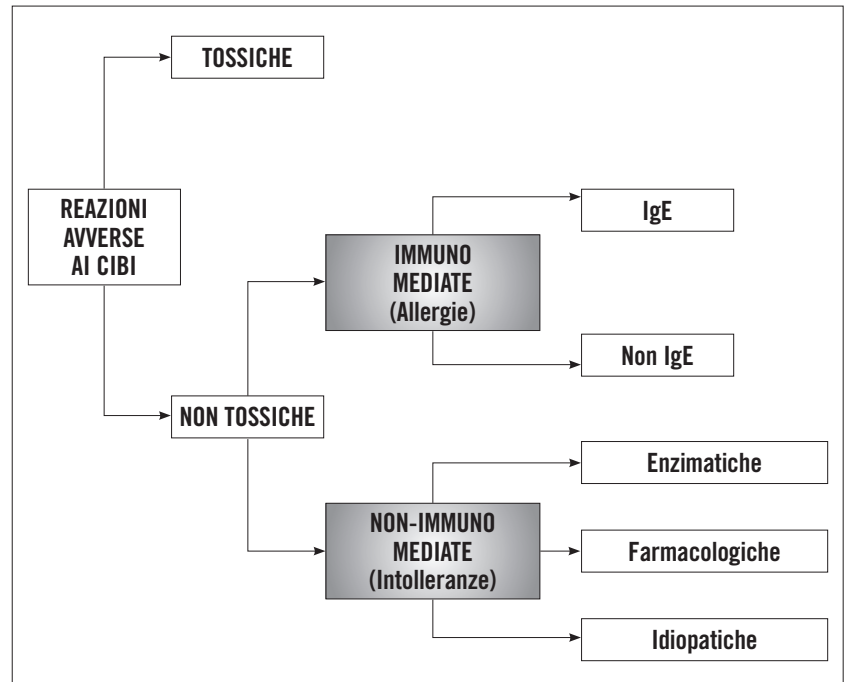 TOSSICHE
REAZIONI
AVVERSE
AI CIBI
IgE
IMMUNO
MEDIATE
(Allergie)
Non IgE
NON TOSSICHE
Enzimatiche
NON-IMMUNO
MEDIATE
(Intolleranze)
Farmacologiche
Idiopatiche